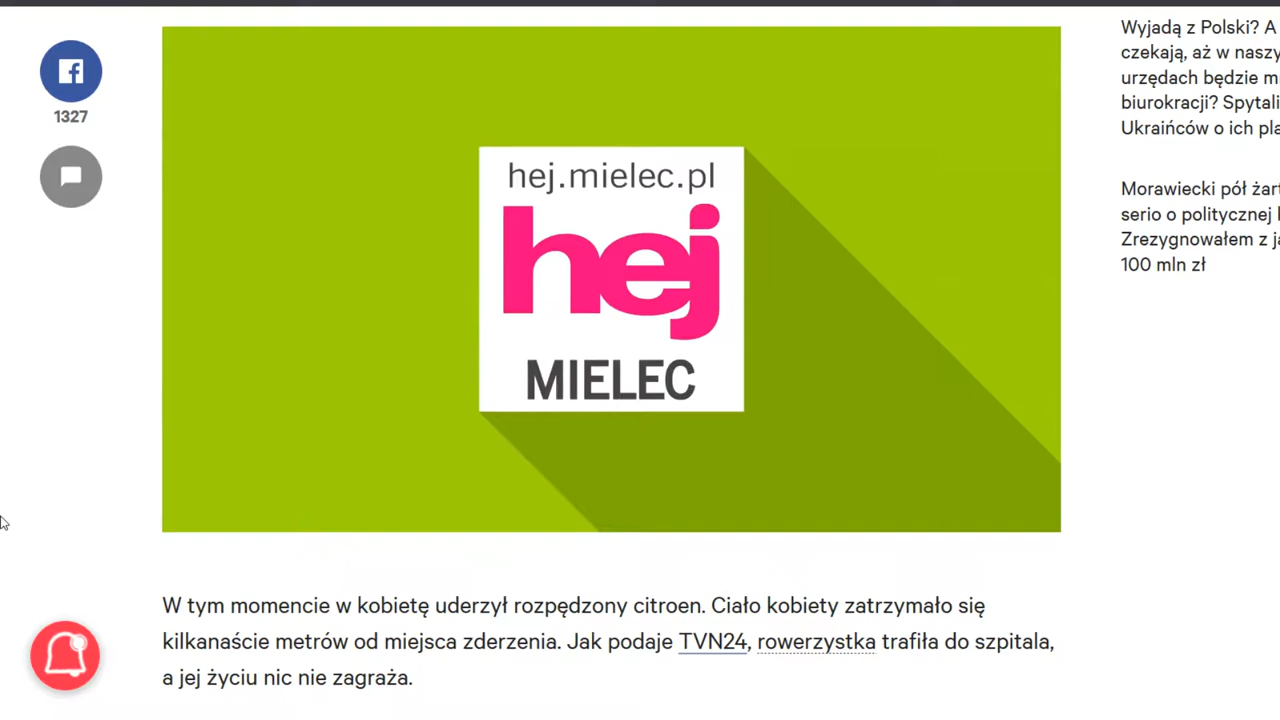 1327
hej.mielec.pl
hej
MIELEC
W tym momencie w kobietę uderzył rozpędzony citroen. Ciało kobiety zatrzymało się
kilkanaście metrów od miejsca zderzenia. Jak podaje TVN24, rowerzystka trafiła do szpitala,
a jej życiu nic nie zagraża.
Wyjadą z Polski? A
czekają, aż w naszy
urzędach będzie
biurokracji? Spytali
Ukraińców o ich
Morawiecki pół żart
serio o politycznej
Zrezygnowałem z
100 mln zł